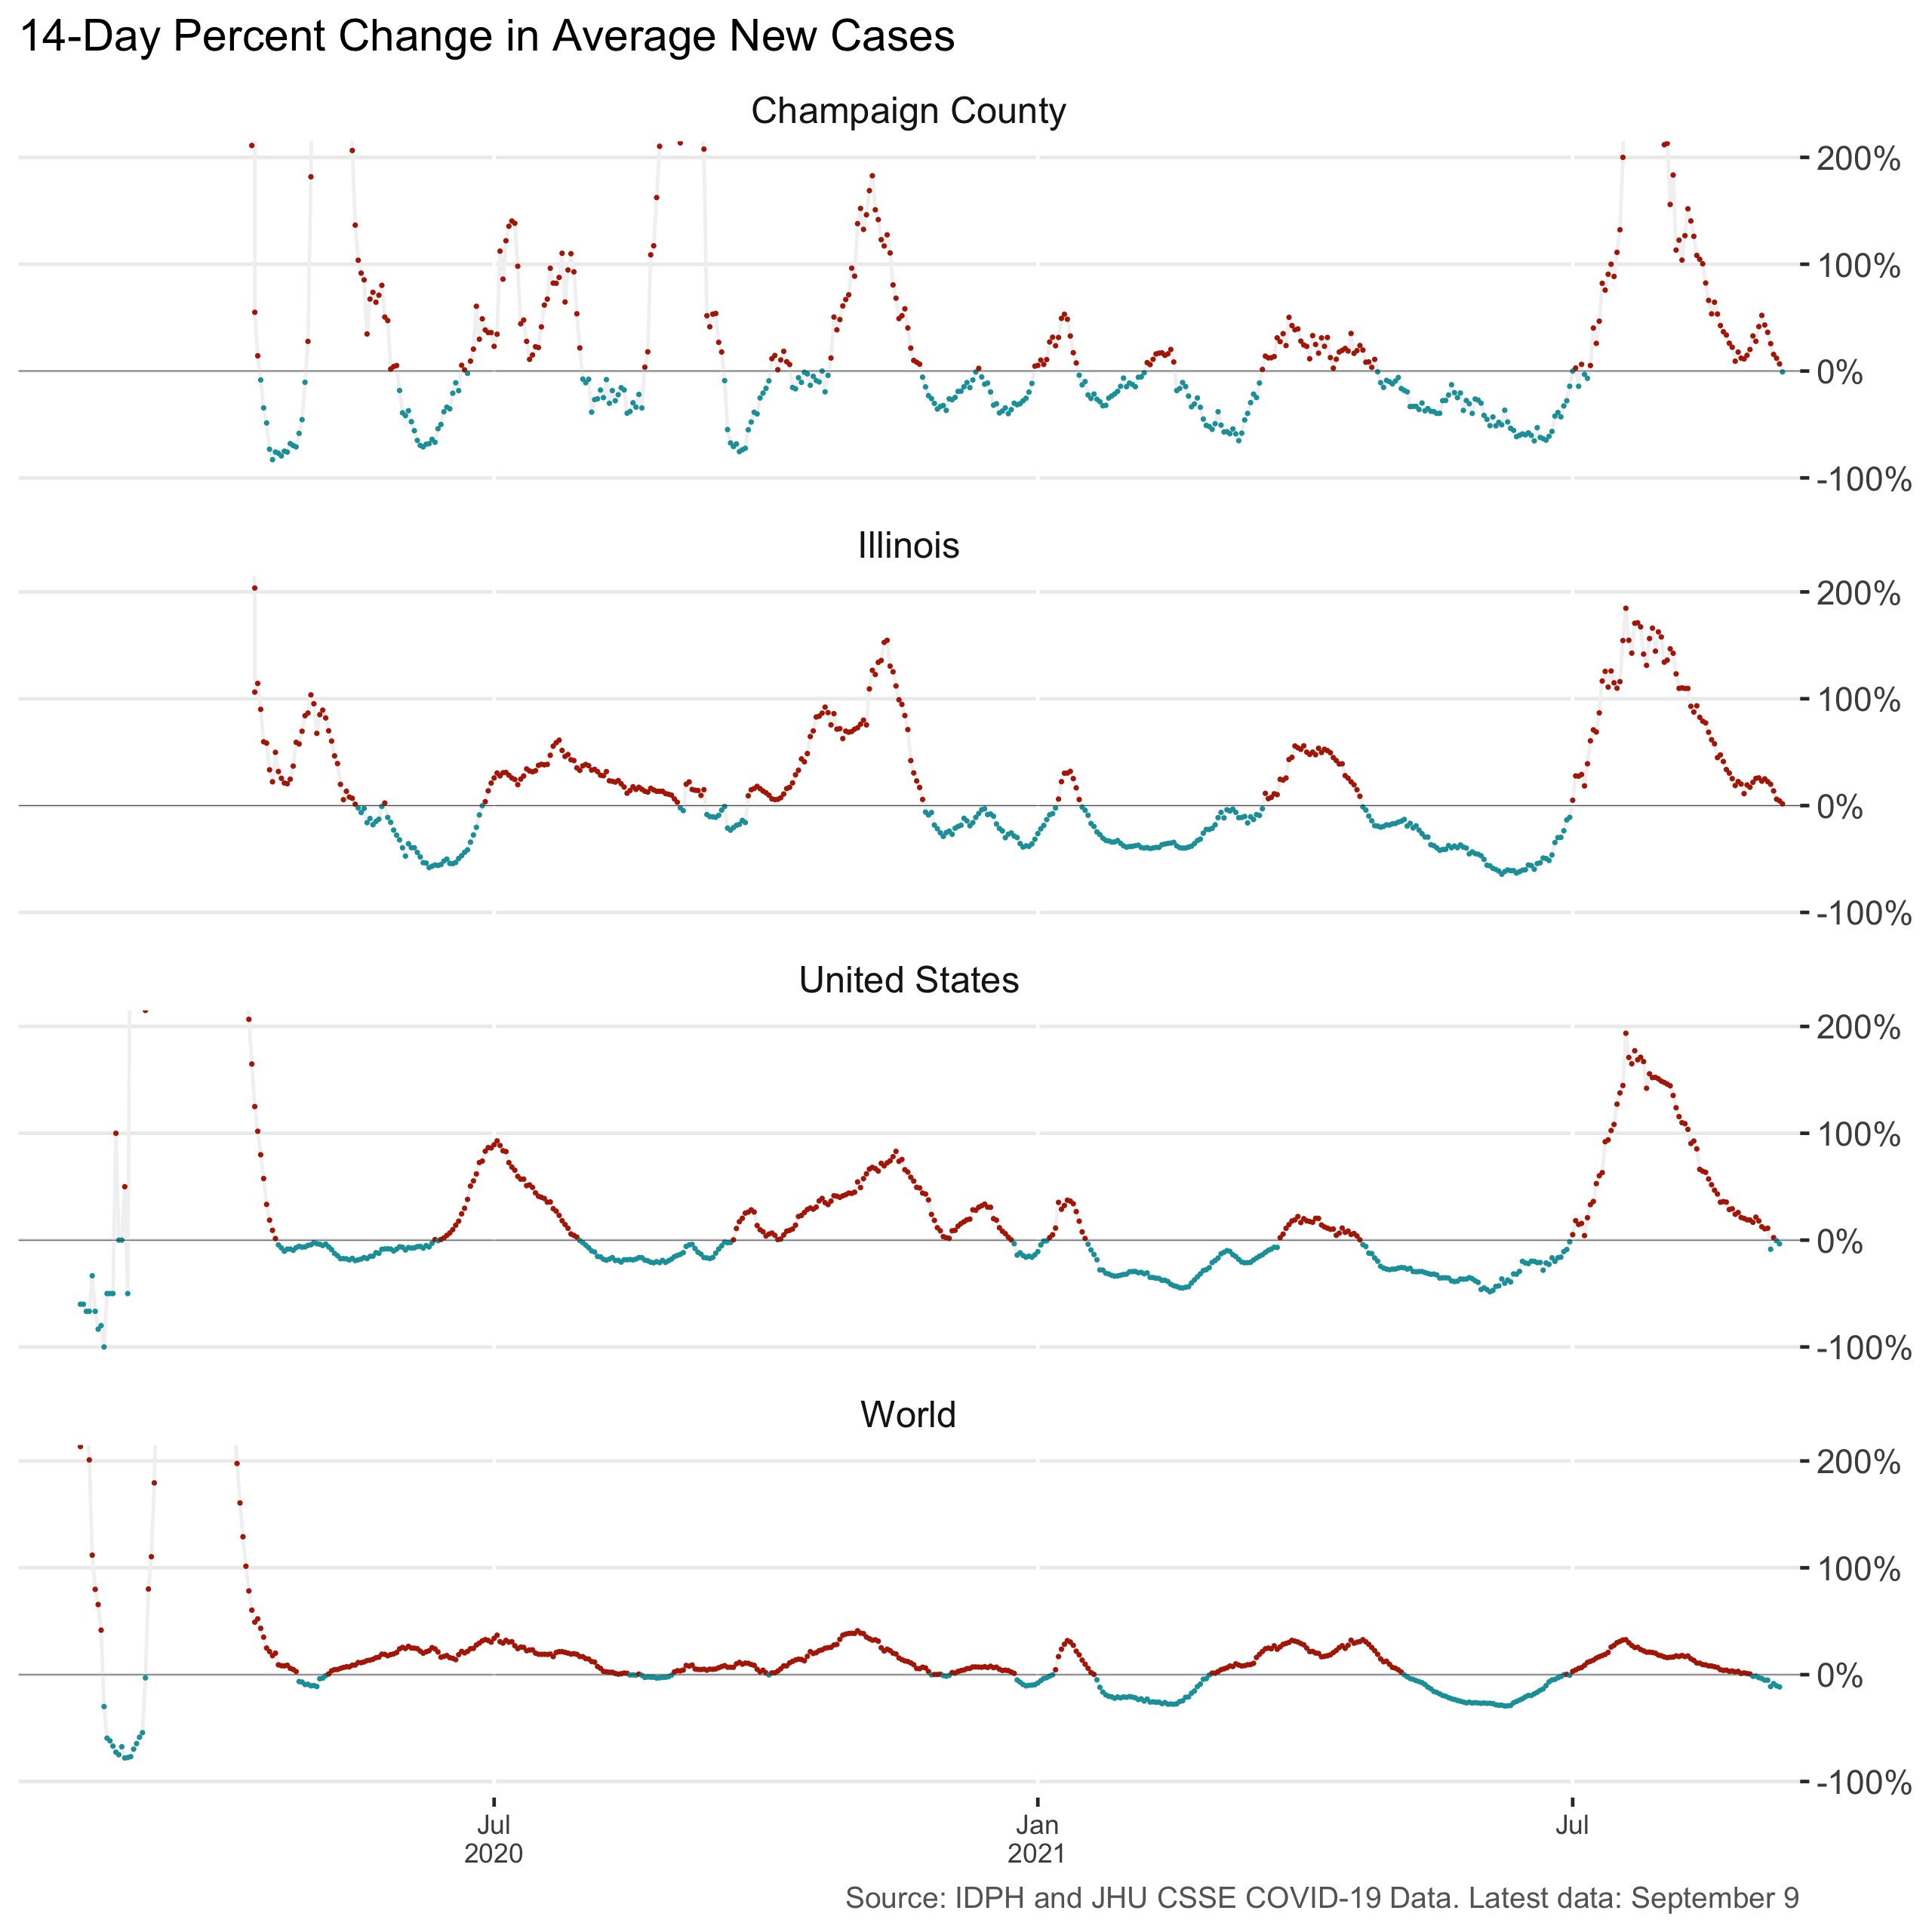 14-Day Percent Change in Average New Cases
Champaign County
200%
100%
0%
-100%
Illinois
200%
100%
0%
-100%
United States
200%
100%
0%
-100%
World
200%
100%
0%
-100%
Jul Jan Jul
2020 2021
Source: IDPH and JHU CSSE COVID-19 Data. Latest data: September 9